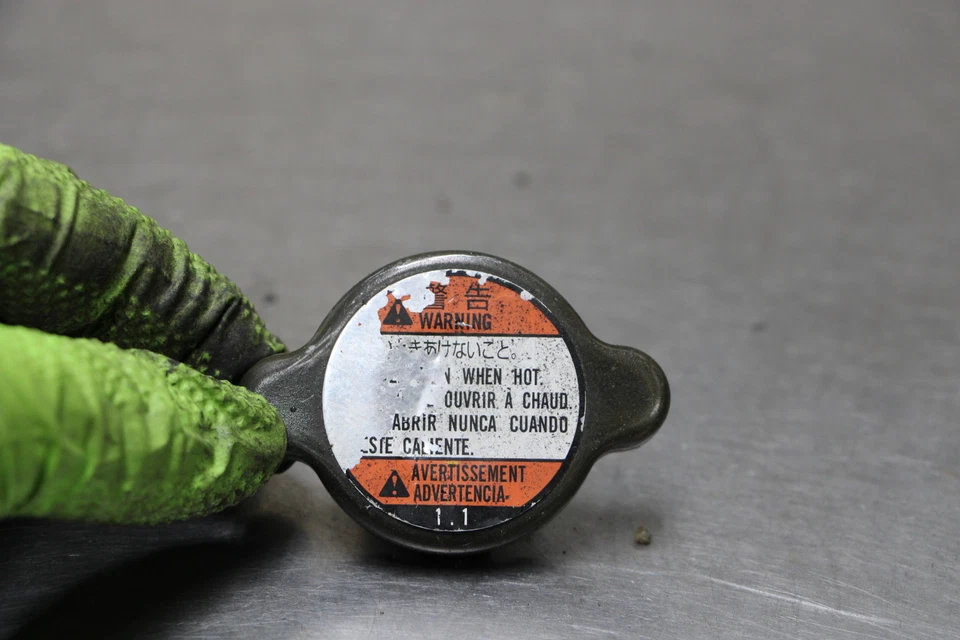 警告
WARNING
きあけないこと。
WHEN HOT.
OUVRIR À CHAUD.
ABRIR NUNCA CUANDO
ESTE CALIENTE.
AVERTISSEMENT
ADVERTENCIA
1.1